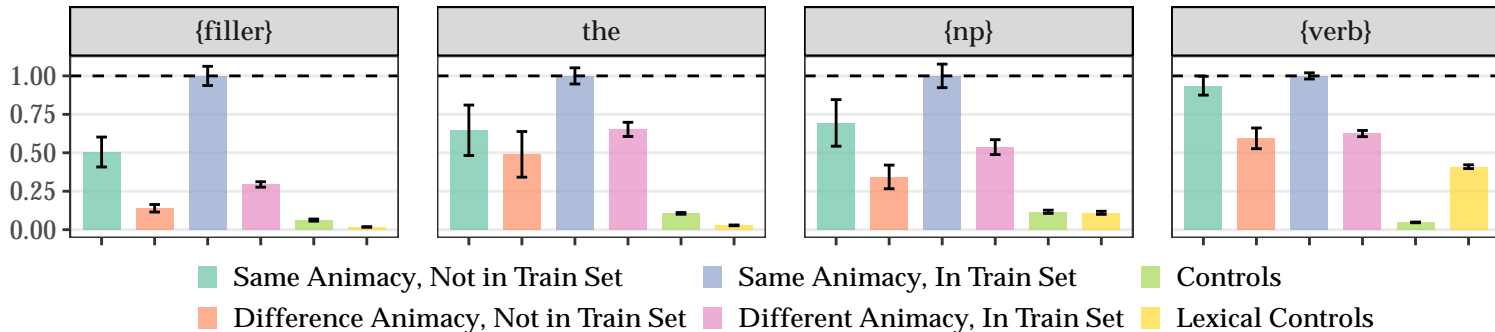 {filler} the {np} {verb}
1.00
0.75
0.50
0.25
0.00
Same Animacy, Not in Train Set Same Animacy, In Train Set Controls
Difference Animacy, Not in Train Set Different Animacy, In Train Set Lexical Controls